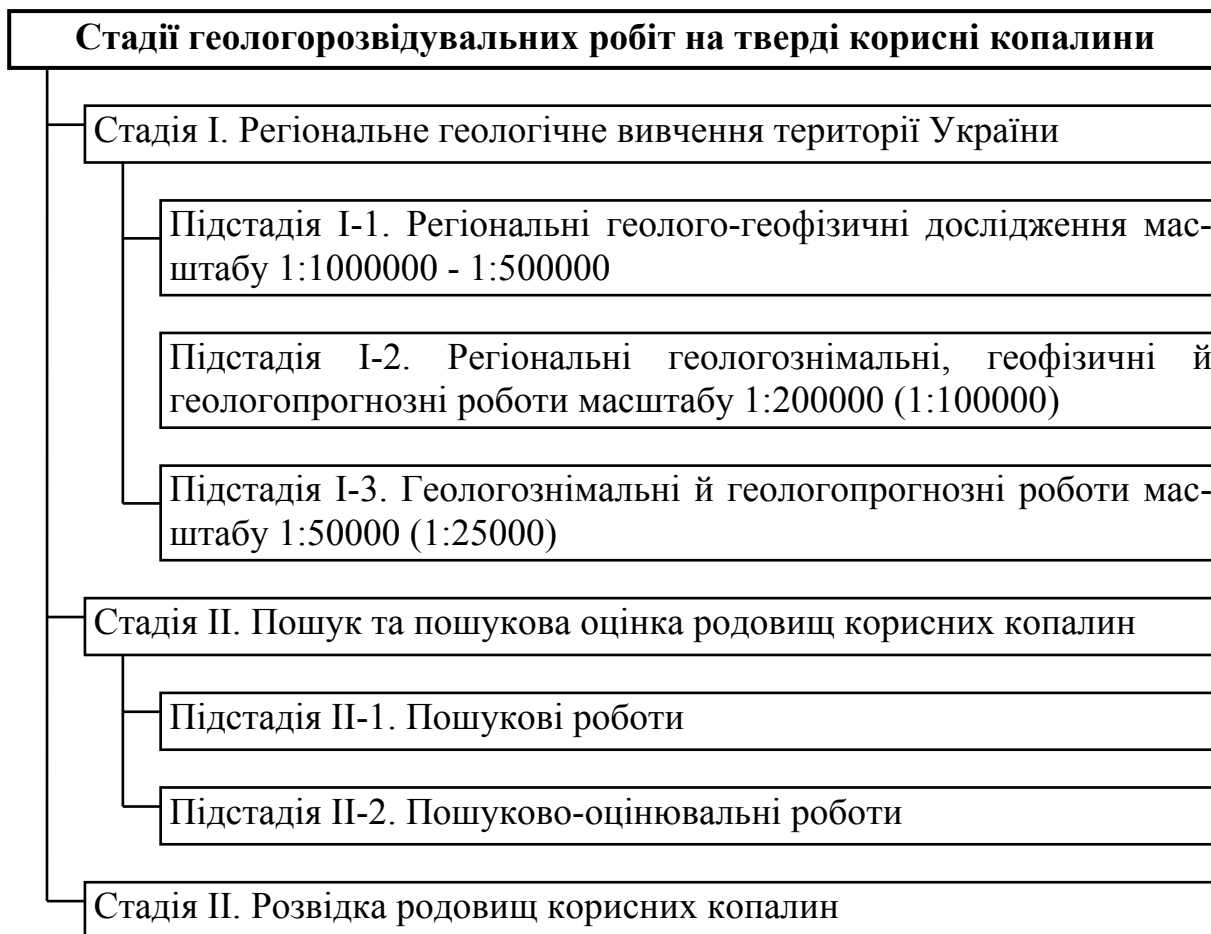 Стадії геологорозвідувальних робіт на тверді корисні копалини
Стадія I. Регіональне геологічне вивчення території України
Підстадія I-1. Регіональні геолого-геофізичні дослідження мас-
штабу 1:1000000 - 1:500000
Підстадія I-2. Регіональні геологознімальні, геофізичні й
геологопрогнозні роботи масштабу 1:200000 (1:100000)
Підстадія I-3. Геологознімальні й геологопрогнозні роботи мас-
штабу 1:50000 (1:25000)
Стадія II. Пошук та пошукова оцінка родовищ корисних копалин
Підстадія II-1. Пошукові роботи
Підстадія II-2. Пошуково-оцінювальні роботи
Стадія II. Розвідка родовищ корисних копалин